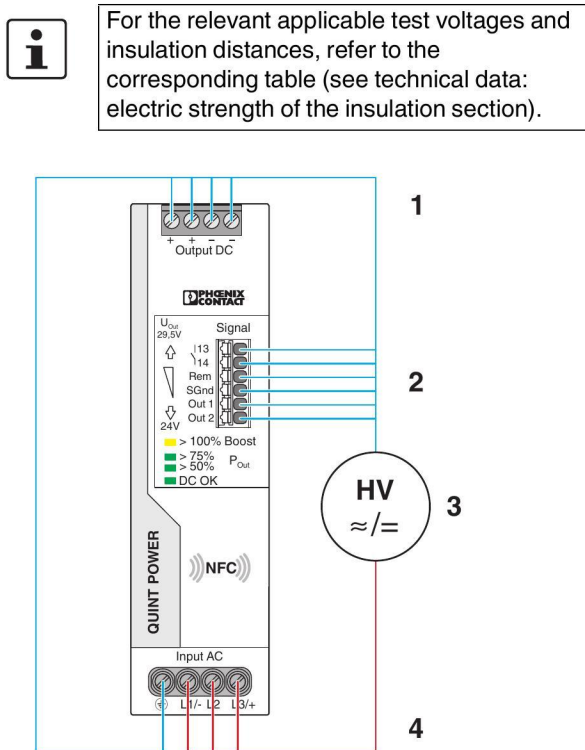 For the relevant applicable test voltages and
insulation distances, refer to the
corresponding table (see technical data:
electric strength of the insulation section).
1
+ + – –
Output DC
PHŒNIX
CONTACT
UOut
29,5V
Signal
13
14
Rem
SGnd
Out 1
Out 2
24V
2
> 100% Boost
> 75%
> 50%
POut
DC OK
HV
≈/=
3
QUINT POWER
NFC
Input AC
L1/- L2 L3/+
4